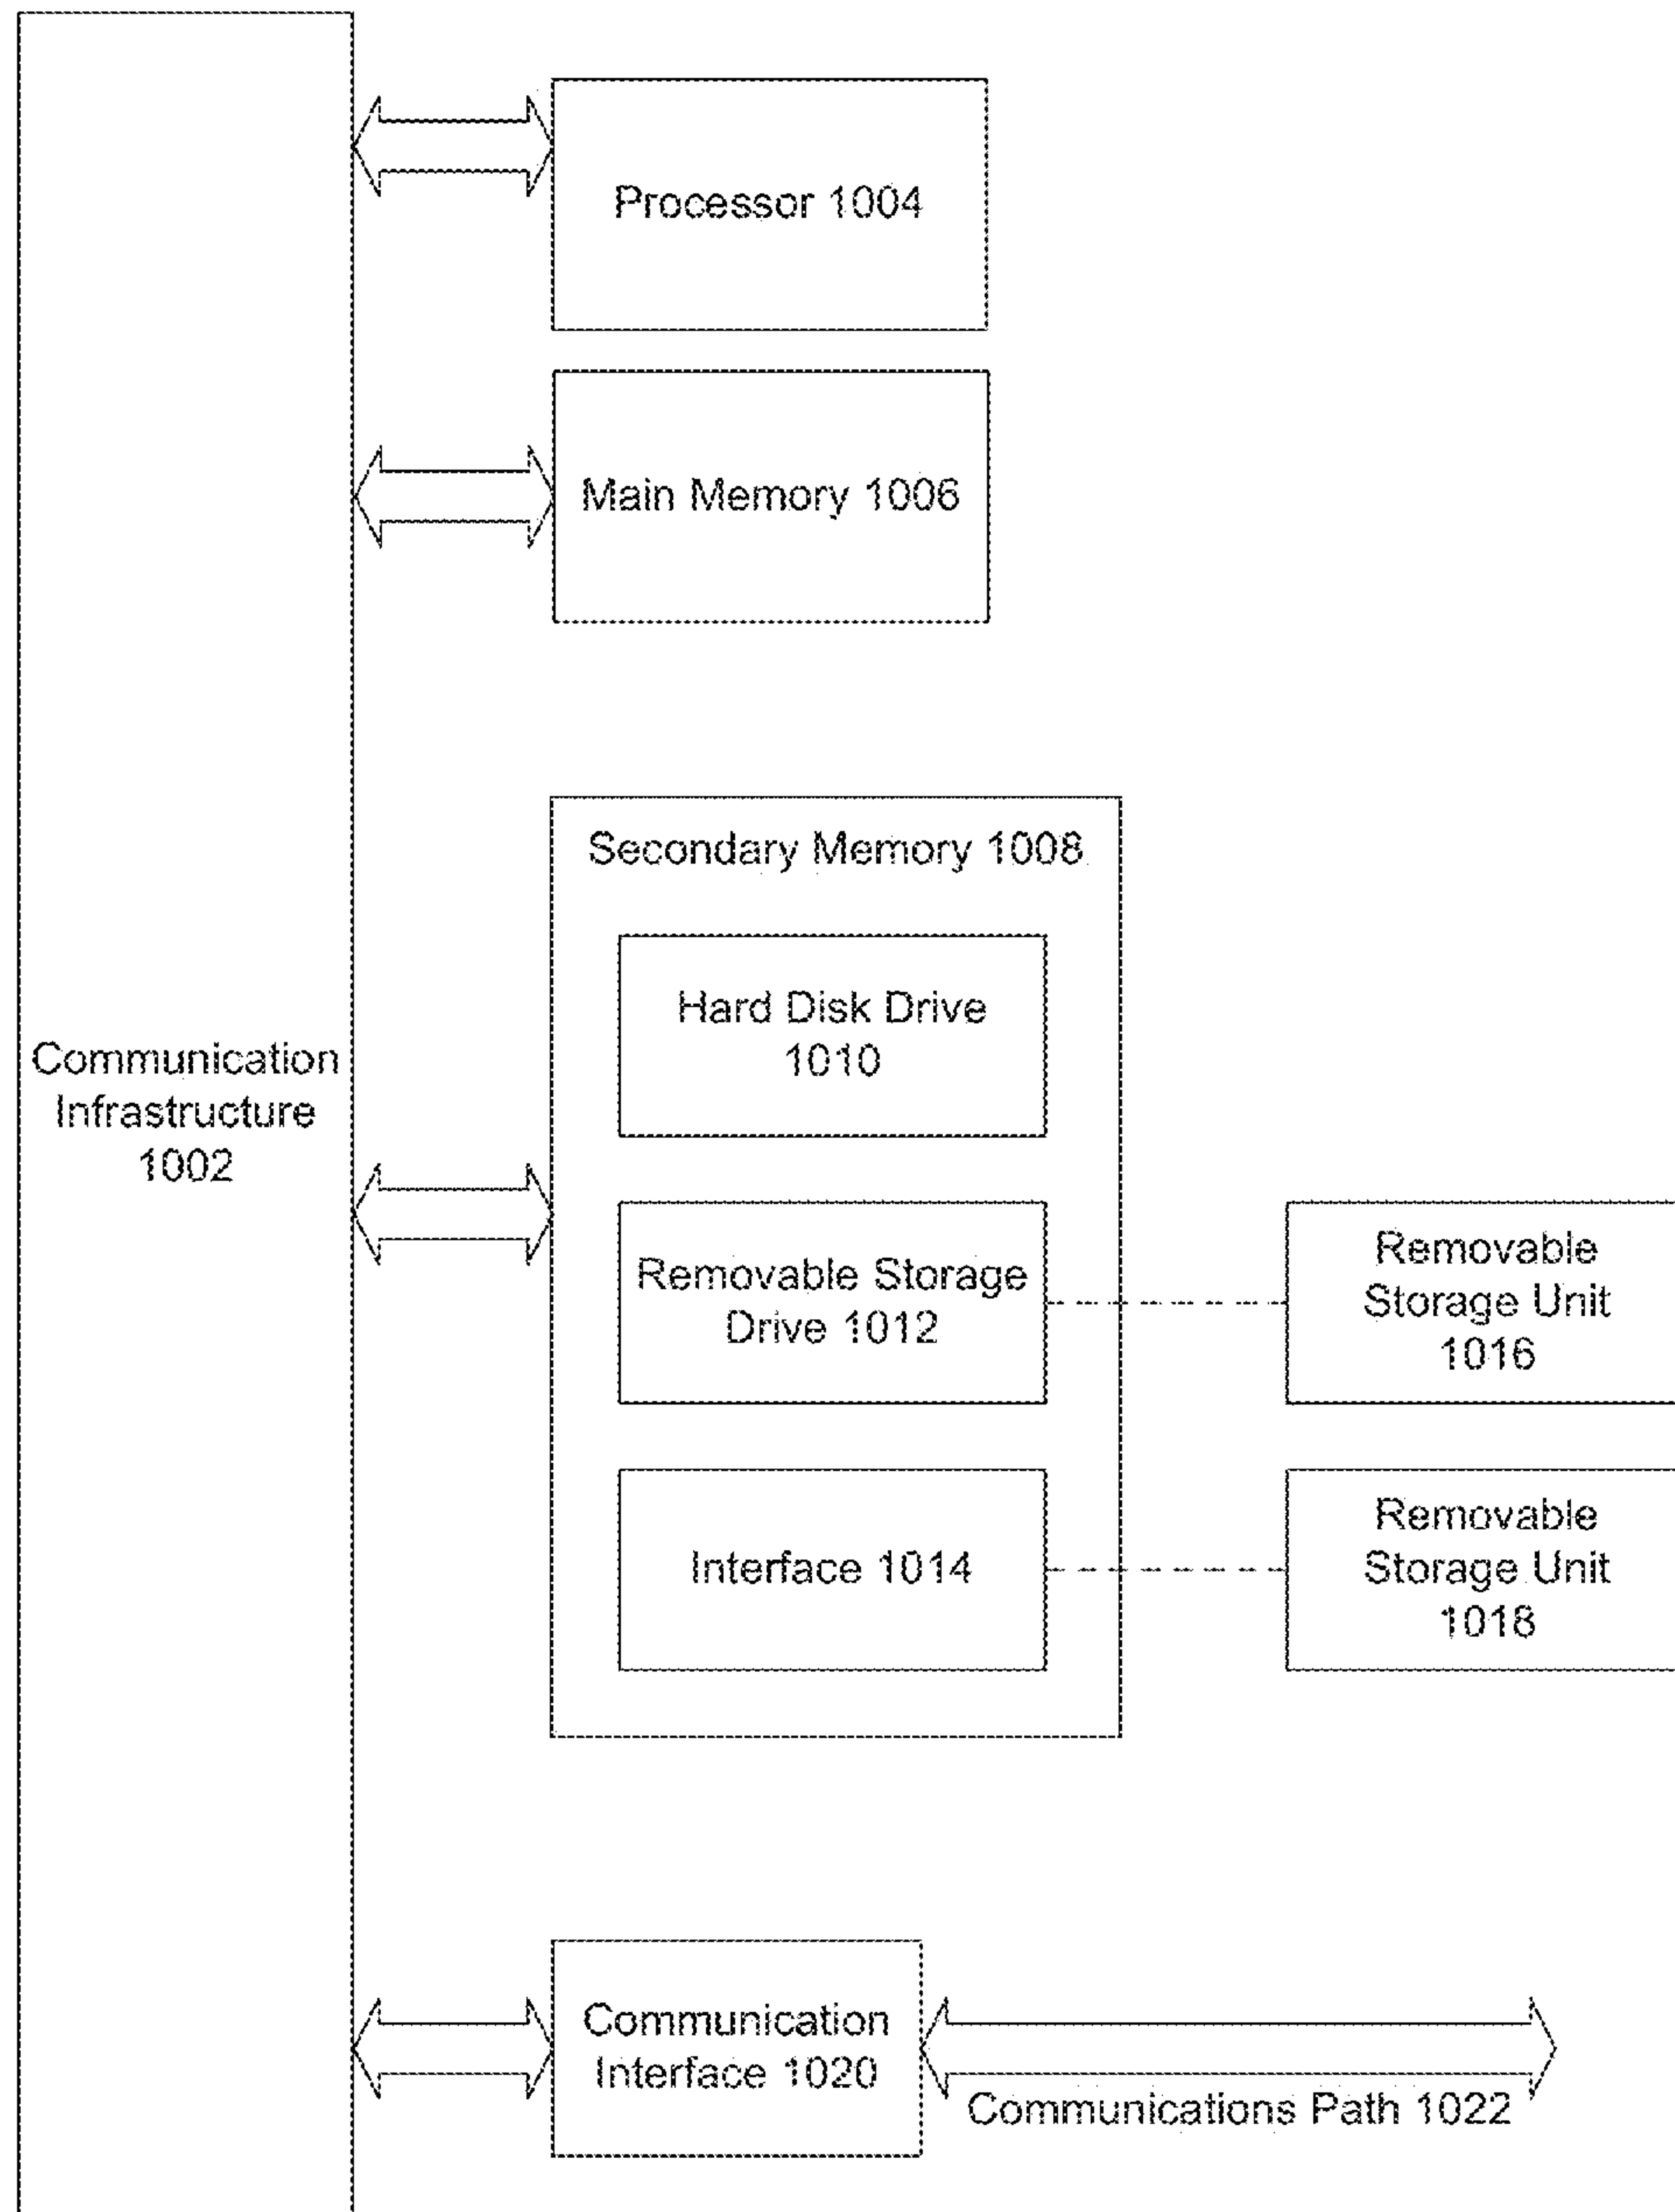 Processor 1004
Main Memory 1006
Secondary Memory 1008
Hard Disk Drive
1010
Communication
Infrastructure
1002
Removable Storage
Drive 1012
Removable
Storage Unit
1016
Interface 1014
Removable
Storage Unit
1018
Communication
Interface 1020
Communications Path 1022